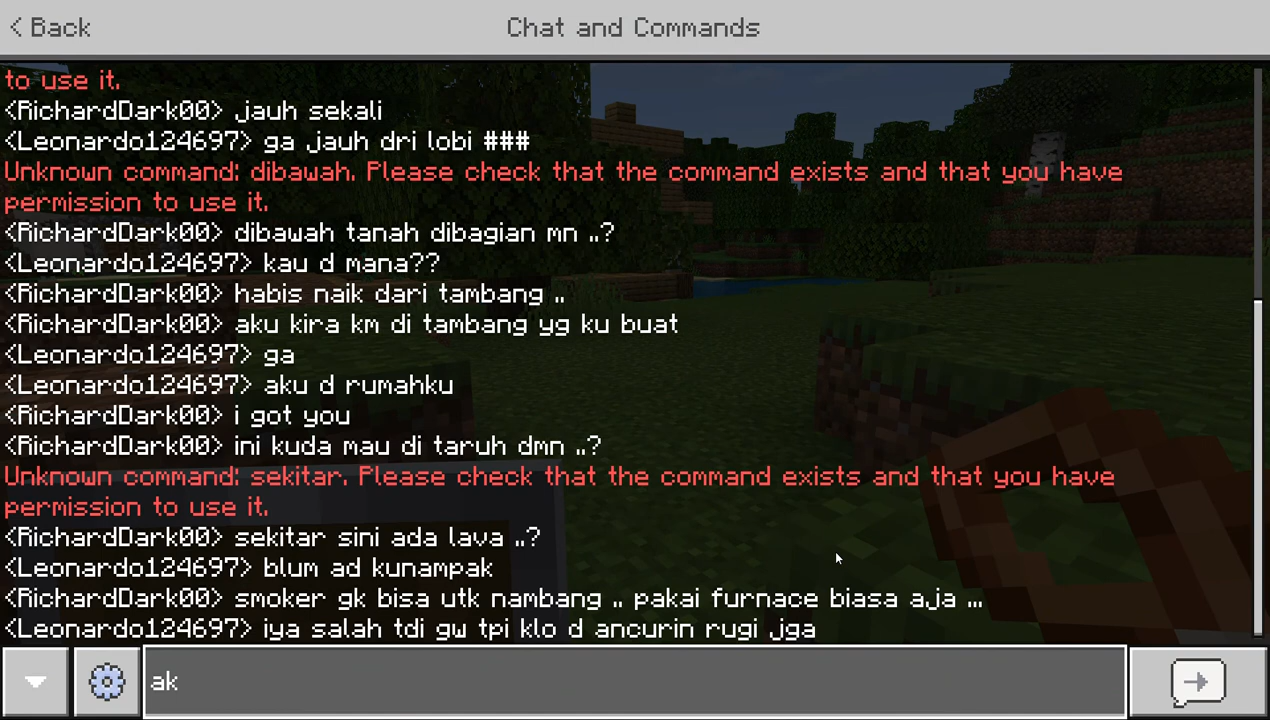 < Back
Chat and Commands
to use it.
<RichardDark00> jauh sekali
<Leonardo124697> ga jauh dri lobi ###
Unknown command: dibawah. Please check that the command exists and that you have
permission to use it.
<RichardDark00> dibawah tanah dibagian mn ..?
<Leonardo124697> kau d mana??
<RichardDark00> habis naik dari tambang ..
<RichardDark00> aku kira km di tambang yg ku buat
<Leonardo124697> ga
<Leonardo124697> aku d rumahku
<RichardDark00> i got you
<RichardDark00> ini kuda mau di taruh dmn ..?
Unknown command: sekitar. Please check that the command exists and that you have
permission to use it.
<RichardDark00> sekitar sini ada lava ..?
<Leonardo124697> blum ad kunampak
<RichardDark00> smoker gk bisa utk nambang .. pakai furnace biasa aja ...
<Leonardo124697> iya salah tdi gw tpi klo d ancurin rugi jga
ak